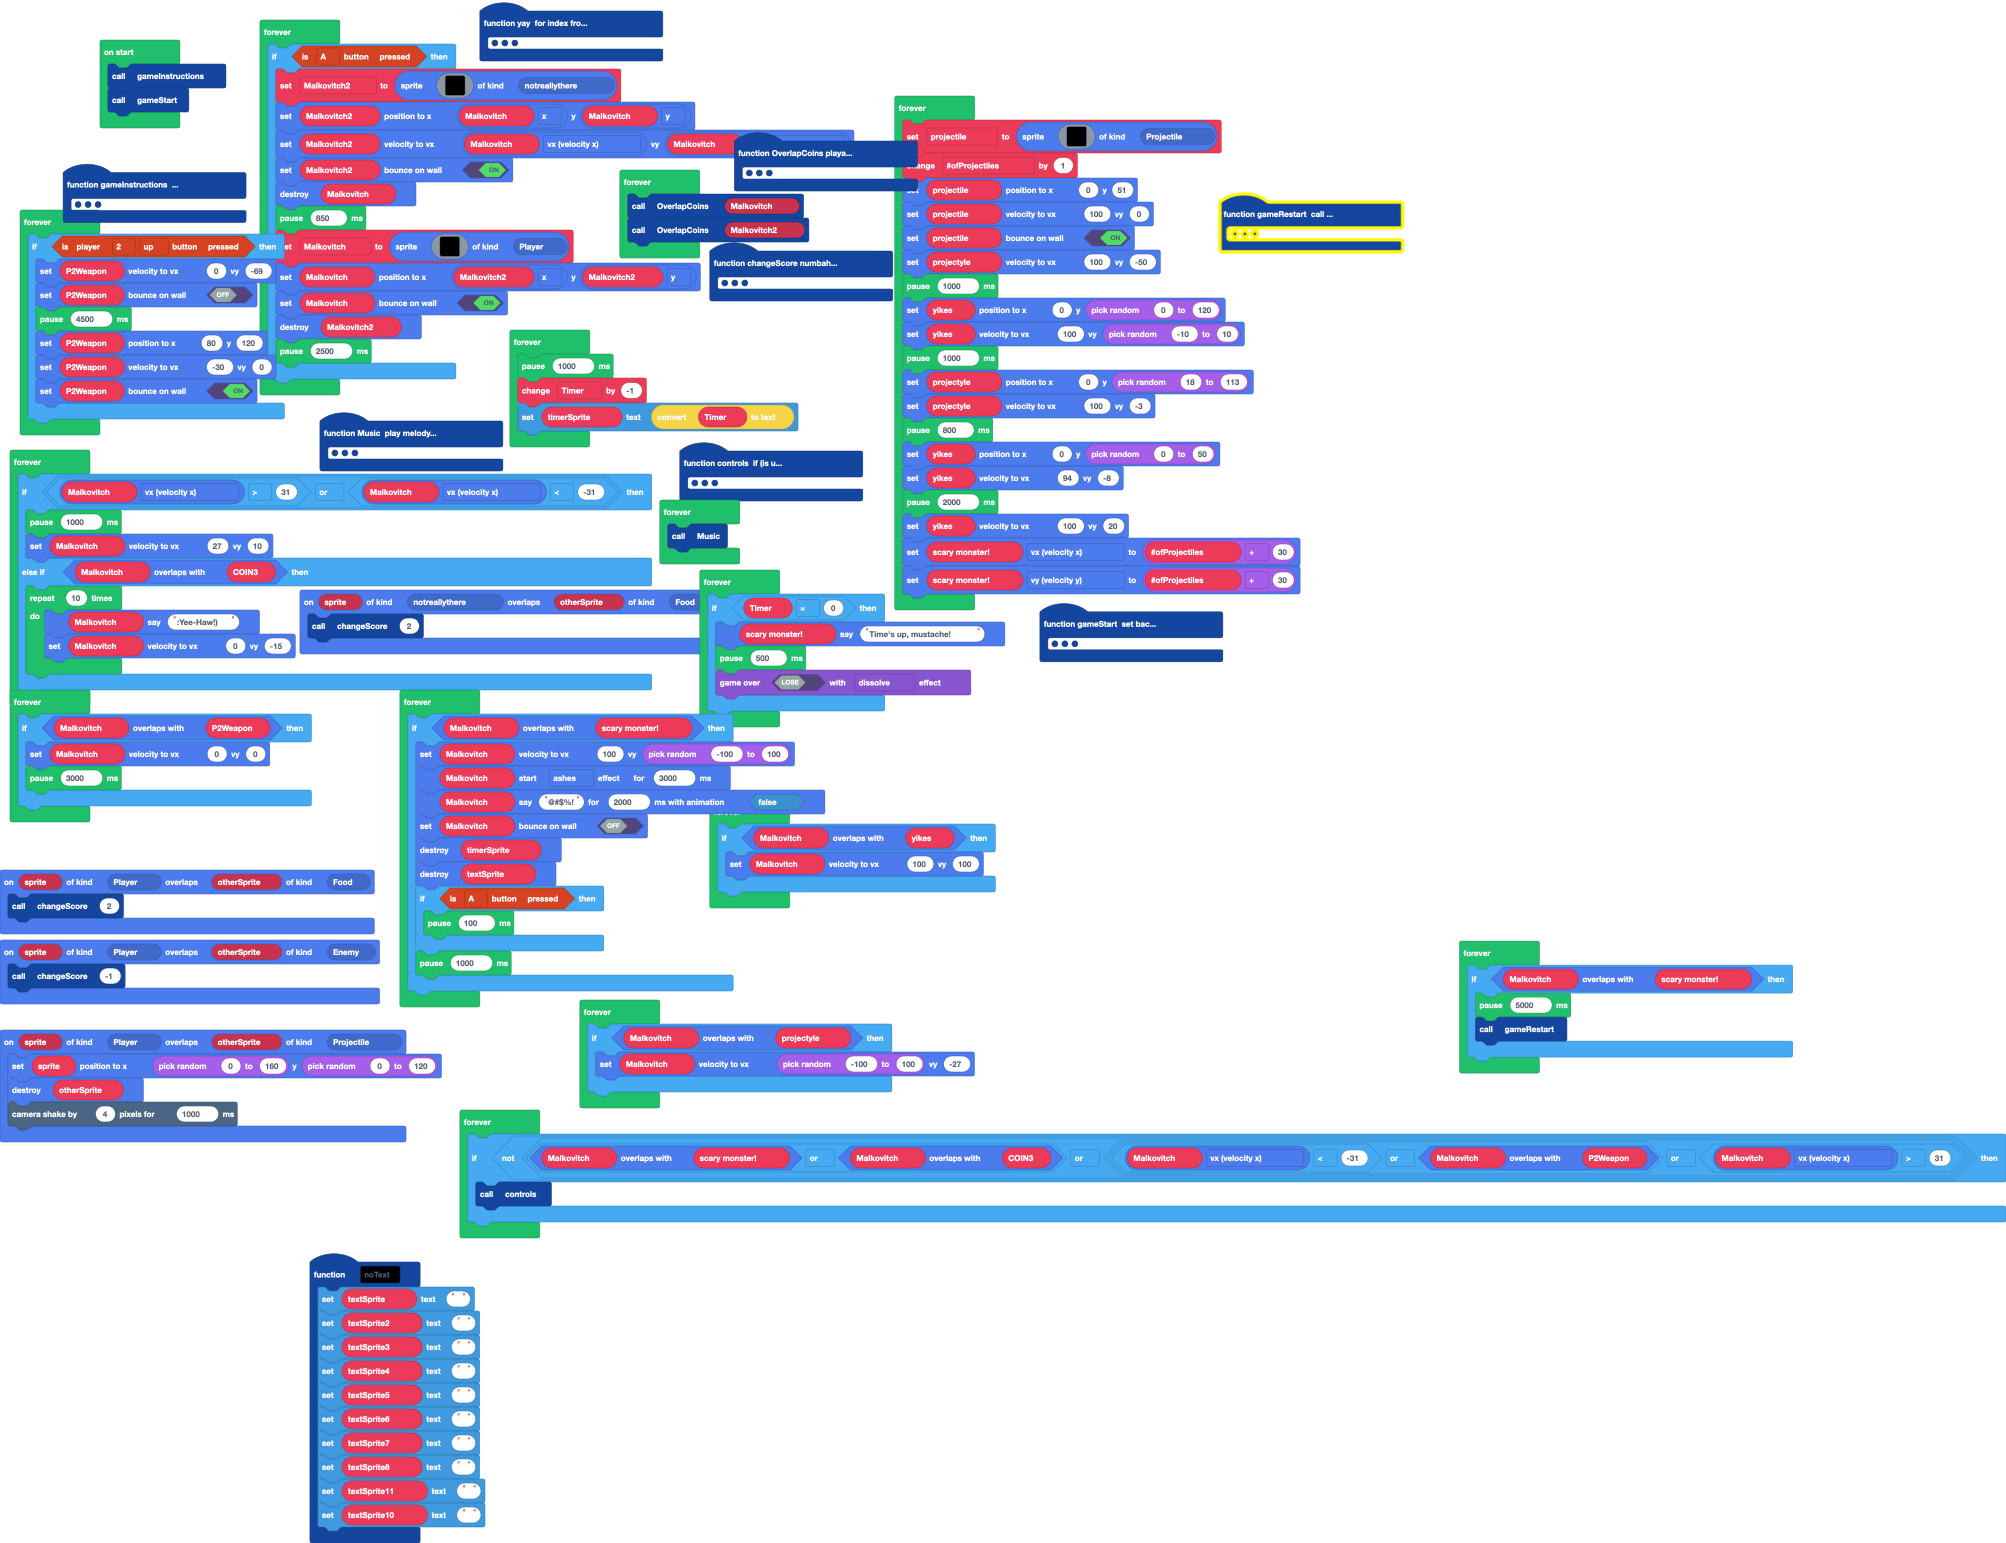 on start
call gameInstructions
call gameStart
forever
if is A button pressed then
set Malkovitch2 to sprite of kind notreallythere
set Malkovitch2 position to x Malkovitch x y Malkovitch y
set Malkovitch2 velocity to vx Malkovitch vx (velocity x) vy Malkovitch
set Malkovitch2 bounce on wall ON
destroy Malkovitch
pause 850 ms
set Malkovitch to sprite of kind Player
set Malkovitch position to x Malkovitch2 x y Malkovitch2 y
set Malkovitch bounce on wall ON
destroy Malkovitch2
pause 2500 ms
function yay for index fro...
function gameInstructions ...
forever
if is player 2 up button pressed then
set P2Weapon velocity to vx 0 vy -69
set P2Weapon bounce on wall OFF
pause 4500 ms
set P2Weapon position to x 80 y 120
set P2Weapon velocity to vx -30 vy 0
set P2Weapon bounce on wall ON
function OverlapCoins playa...
forever
call OverlapCoins Malkovitch
call OverlapCoins Malkovitch2
function changeScore numbah...
forever
set projectile to sprite of kind Projectile
change #ofProjectiles by 1
set projectile position to x 0 y 51
set projectile velocity to vx 100 vy 0
set projectile bounce on wall ON
set projectyle velocity to vx 100 vy -50
pause 1000 ms
set yikes position to x 0 y pick random 0 to 120
set yikes velocity to vx 100 vy pick random -10 to 10
pause 1000 ms
set projectyle position to x 0 y pick random 18 to 113
set projectyle velocity to vx 100 vy -3
pause 800 ms
set yikes position to x 0 y pick random 0 to 50
set yikes velocity to vx 94 vy -8
pause 2000 ms
set yikes velocity to vx 100 vy 20
set scary monster! vx (velocity x) to #ofProjectiles + 30
set scary monster! vy (velocity y) to #ofProjectiles + 30
function gameRestart call ...
forever
pause 1000 ms
change Timer by -1
set timerSprite text convert Timer to text
function Music play melody...
function controls if (is u...
forever
call Music
forever
if Malkovitch vx (velocity x) > 31 or Malkovitch vx (velocity x) < -31 then
pause 1000 ms
set Malkovitch velocity to vx 27 vy 10
else if Malkovitch overlaps with COIN3 then
repeat 10 times
do Malkovitch say ":Yee-Haw!)"
set Malkovitch velocity to vx 0 vy -15
on sprite of kind notreallythere overlaps otherSprite of kind Food
call changeScore 2
forever
if Timer = 0 then
scary monster! say "Time's up, mustache!"
pause 500 ms
game over LOSE with dissolve effect
function gameStart set bac...
forever
if Malkovitch overlaps with P2Weapon then
set Malkovitch velocity to vx 0 vy 0
pause 3000 ms
forever
if Malkovitch overlaps with scary monster! then
set Malkovitch velocity to vx 100 vy pick random -100 to 100
Malkovitch start ashes effect for 3000 ms
Malkovitch say "@#$%!" for 2000 ms with animation false
set Malkovitch bounce on wall OFF
destroy timerSprite
destroy textSprite
if is A button pressed then
pause 100 ms
pause 1000 ms
forever
if Malkovitch overlaps with yikes then
set Malkovitch velocity to vx 100 vy 100
on sprite of kind Player overlaps otherSprite of kind Food
call changeScore 2
on sprite of kind Player overlaps otherSprite of kind Enemy
call changeScore -1
on sprite of kind Player overlaps otherSprite of kind Projectile
set sprite position to x pick random 0 to 160 y pick random 0 to 120
destroy otherSprite
camera shake by 4 pixels for 1000 ms
forever
if Malkovitch overlaps with scary monster! then
pause 5000 ms
call gameRestart
forever
if Malkovitch overlaps with projectyle then
set Malkovitch velocity to vx pick random -100 to 100 vy -27
forever
if not Malkovitch overlaps with scary monster! or Malkovitch overlaps with COIN3 or Malkovitch vx (velocity x) < -31 or Malkovitch overlaps with P2Weapon or Malkovitch vx (velocity x) > 31 then
call controls
function noText
set textSprite text " "
set textSprite2 text " "
set textSprite3 text " "
set textSprite4 text " "
set textSprite5 text " "
set textSprite6 text " "
set textSprite7 text " "
set textSprite8 text " "
set textSprite11 text " "
set textSprite10 text " "